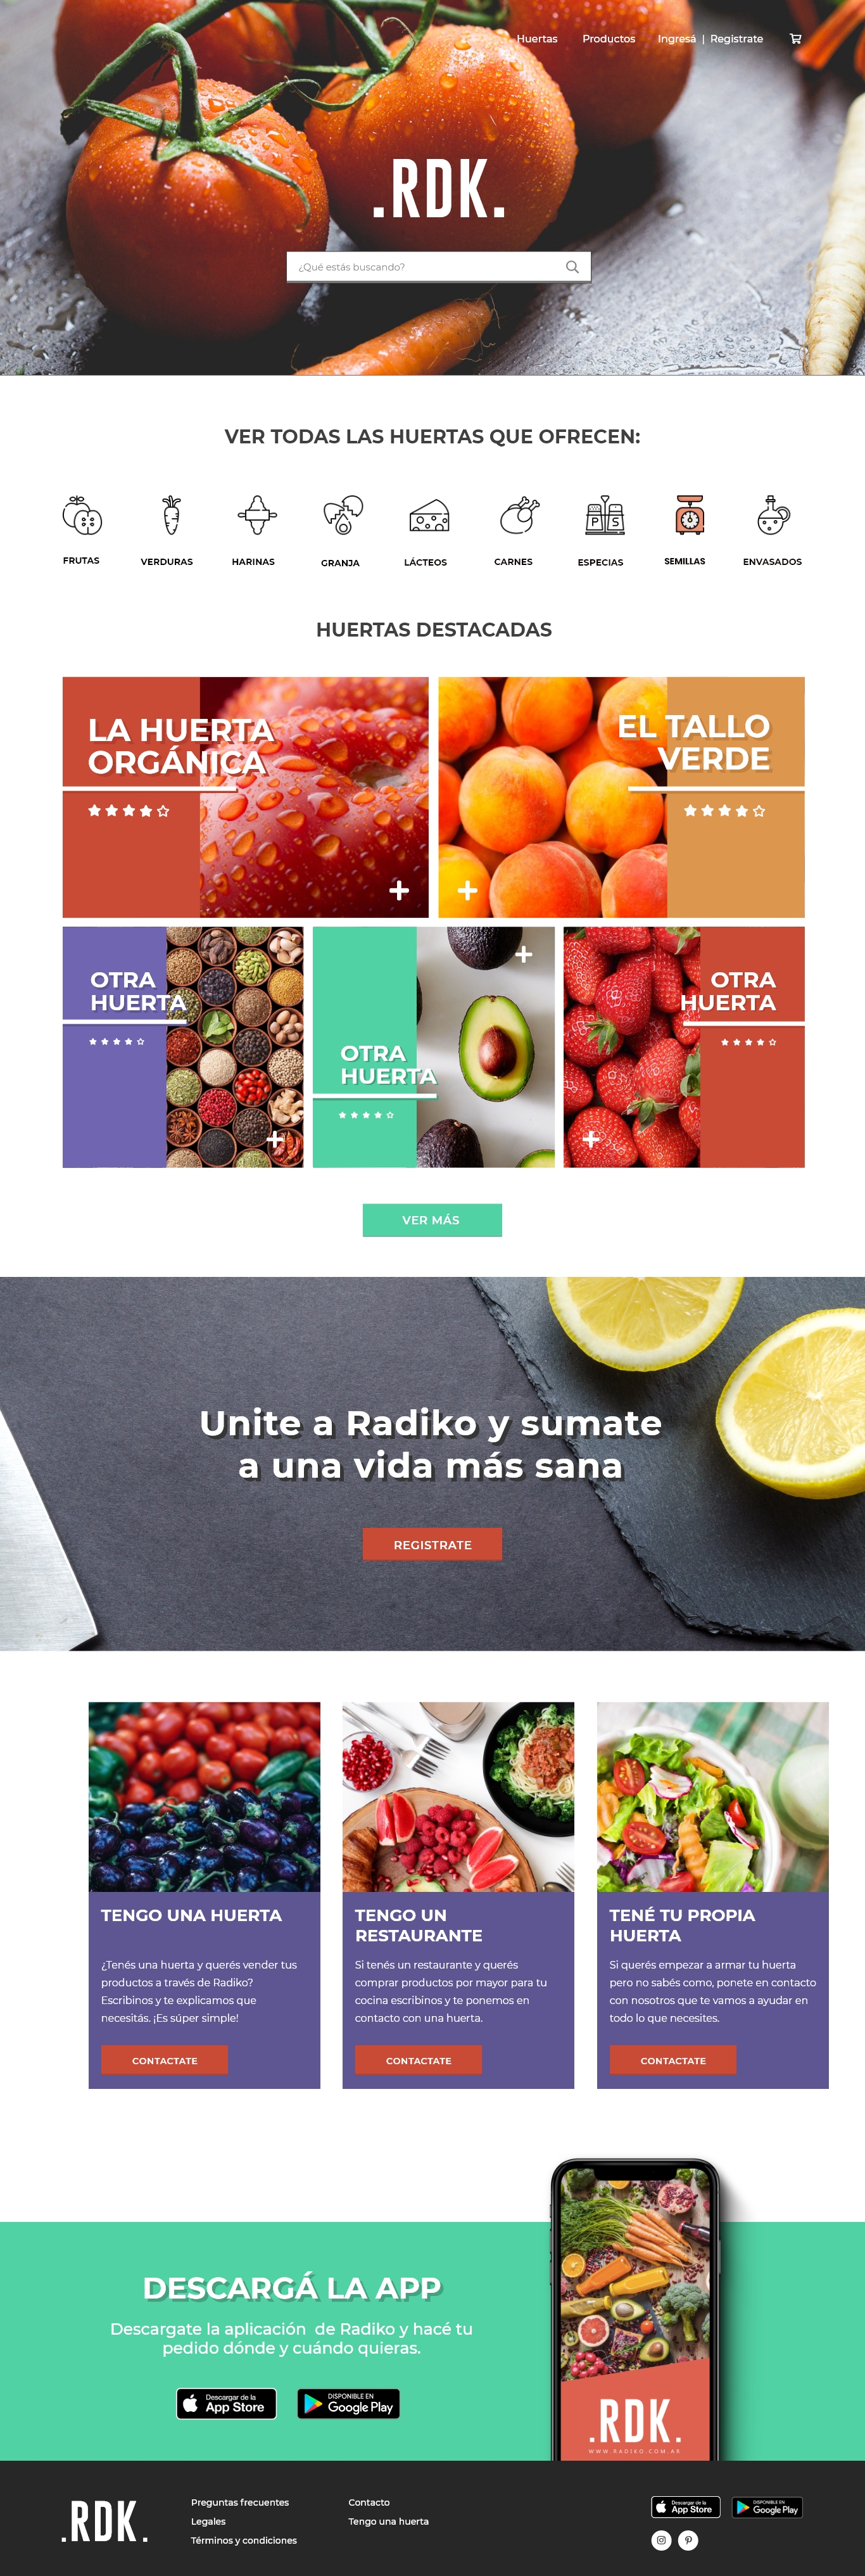 Huertas Productos Ingresá | Registrate
.RDK.
¿Qué estás buscando?
VER TODAS LAS HUERTAS QUE OFRECEN:
FRUTAS VERDURAS HARINAS GRANJA LÁCTEOS CARNES ESPECIAS SEMILLAS ENVASADOS
P S
HUERTAS DESTACADAS
LA HUERTA
ORGÁNICA
EL TALLO
VERDE
OTRA
HUERTA
OTRA
HUERTA
OTRA
HUERTA
VER MÁS
Unite a Radiko y sumate
a una vida más sana
REGISTRATE
TENGO UNA HUERTA
¿Tenés una huerta y querés vender tus
productos a través de Radiko?
Escribinos y te explicamos que
necesitás. ¡Es súper simple!
CONTACTATE
TENGO UN
RESTAURANTE
Si tenés un restaurante y querés
comprar productos por mayor para tu
cocina escribinos y te ponemos en
contacto con una huerta.
CONTACTATE
TENÉ TU PROPIA
HUERTA
Si querés empezar a armar tu huerta
pero no sabés como, ponete en contacto
con nosotros que te vamos a ayudar en
todo lo que necesites.
CONTACTATE
DESCARGÁ LA APP
Descargate la aplicación de Radiko y hacé tu
pedido dónde y cuándo quieras.
Descargar de la
App Store
DISPONIBLE EN
Google Play
.RDK.
WWW.RADIKO.COM.AR
.RDK.
Preguntas frecuentes
Legales
Términos y condiciones
Contacto
Tengo una huerta
Descargar de la
App Store
DISPONIBLE EN
Google Play